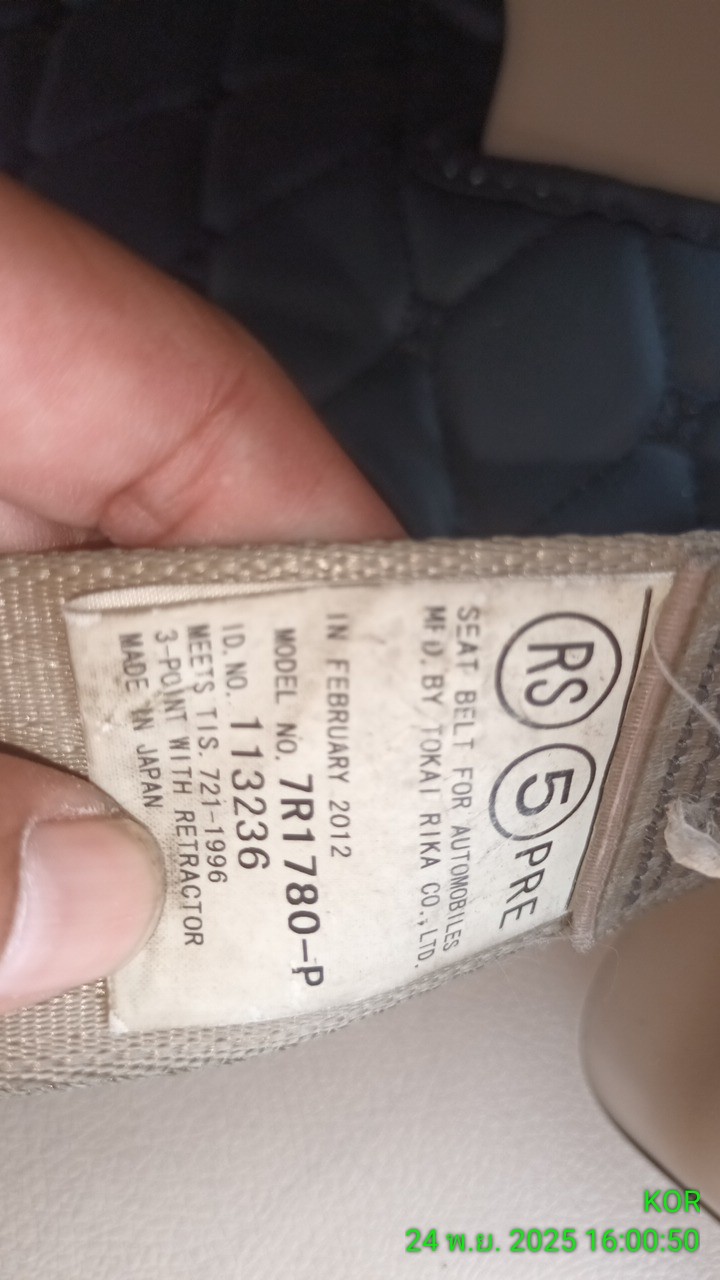 RS 5 PRE
SEAT BELT FOR AUTOMOBILES
MFD. BY TOKAI RIKA CO., LTD.
IN FEBRUARY 2012
MODEL NO. 7R1780-P
ID. NO. 113236
MEETS TIS. 721-1996
3-POINT WITH RETRACTOR
MADE IN JAPAN
KOR
24 พ.ย. 2025 16:00:50